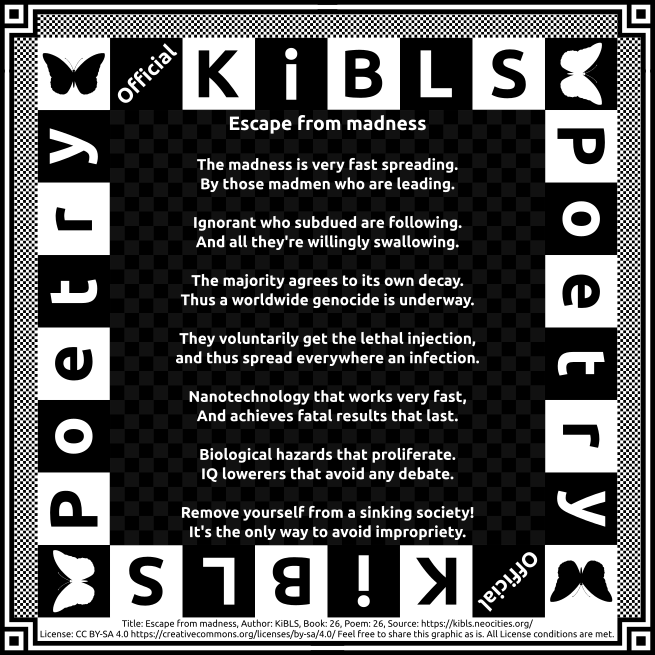 Official KiBLS
Poetry
Poetry
Escape from madness
The madness is very fast spreading.
By those madmen who are leading.
Ignorant who subdued are following.
And all they're willingly swallowing.
The majority agrees to its own decay.
Thus a worldwide genocide is underway.
They voluntarily get the lethal injection,
and thus spread everywhere an infection.
Nanotechnology that works very fast,
And achieves fatal results that last.
Biological hazards that proliferate.
IQ lowerers that avoid any debate.
Remove yourself from a sinking society!
It's the only way to avoid impropriety.
Official KiBLS
Title: Escape from madness, Author: KiBLS, Book: 26, Poem: 26, Source: https://kibls.neocities.org/
License: CC BY-SA 4.0 https://creativecommons.org/licenses/by-sa/4.0/ Feel free to share this graphic as is. All License conditions are met.